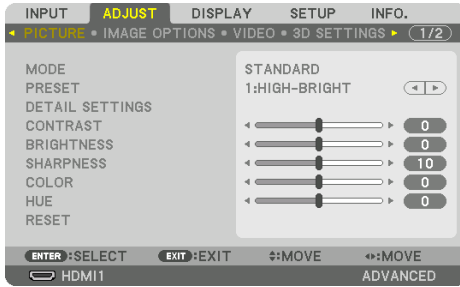 INPUT ADJUST DISPLAY SETUP INFO.
PICTURE • IMAGE OPTIONS • VIDEO • 3D SETTINGS 1/2
MODE STANDARD
PRESET 1:HIGH-BRIGHT
DETAIL SETTINGS
CONTRAST 0
BRIGHTNESS 0
SHARPNESS 10
COLOR 0
HUE 0
RESET
ENTER :SELECT EXIT :EXIT :MOVE :MOVE
HDMI1 ADVANCED